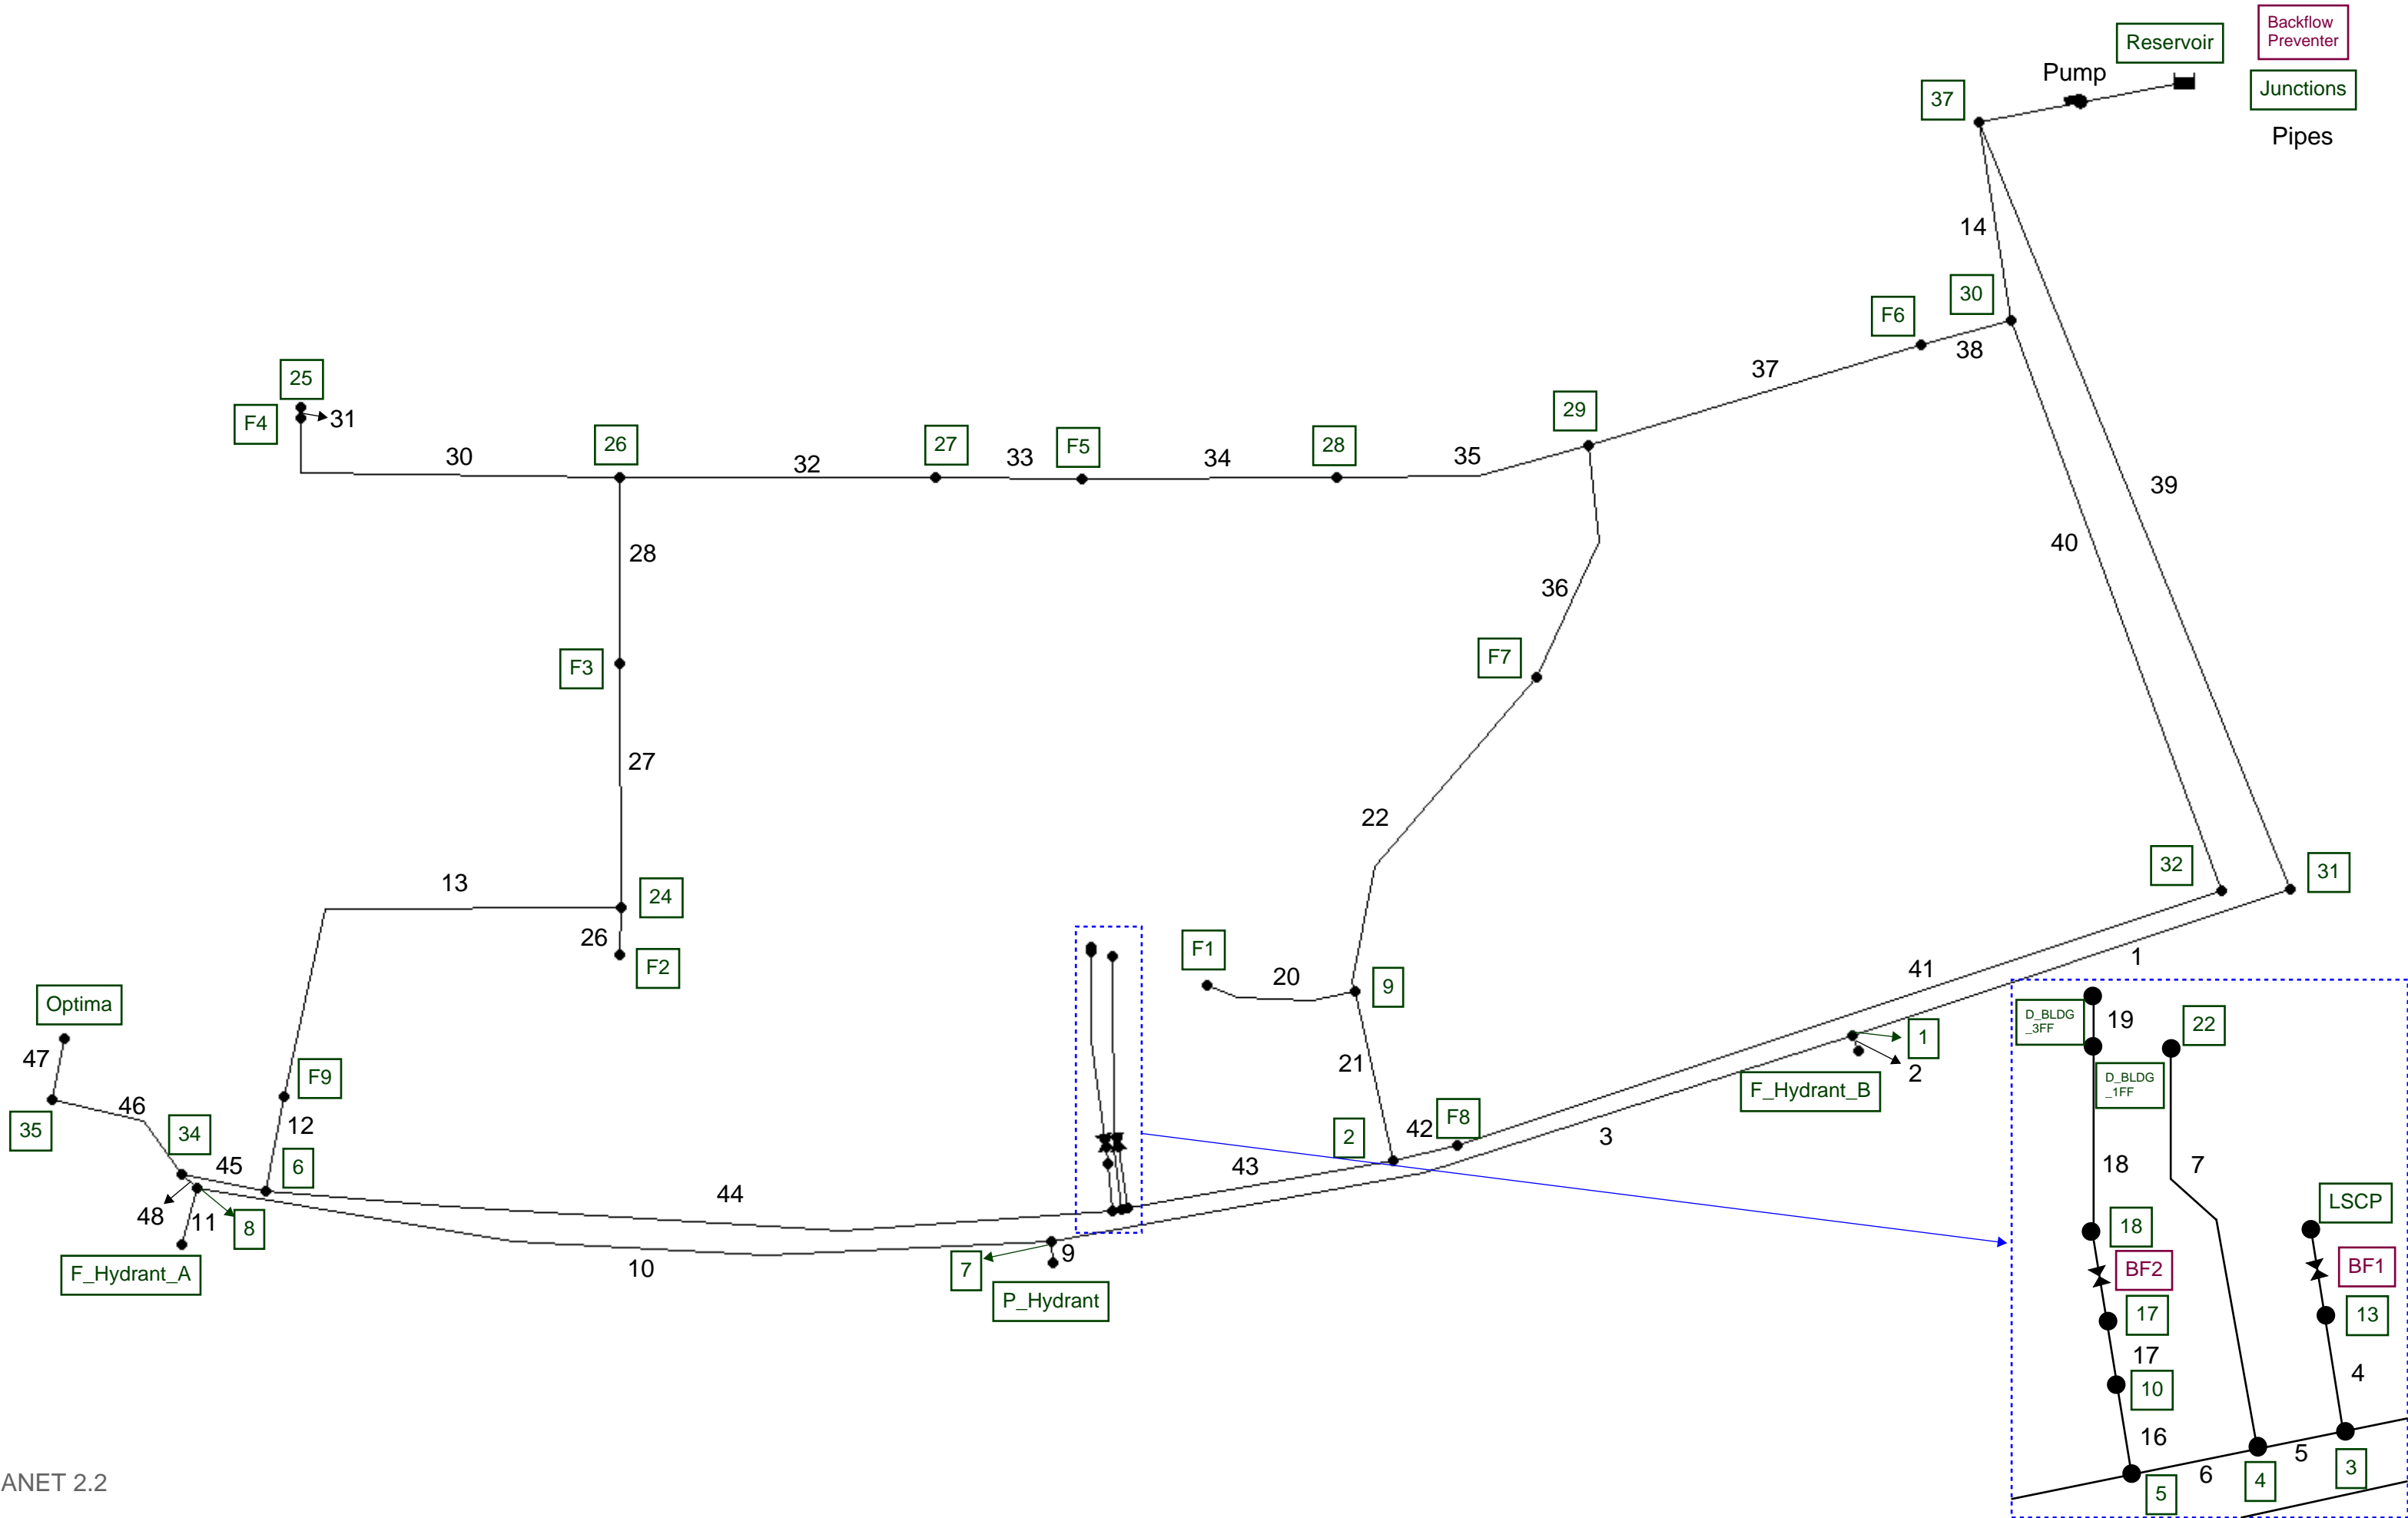 Backflow
Preventer
Reservoir
Pump
Junctions
37
Pipes
14
30
F6
38
37
25
29
39
F4
31
26
27
F5
28
30
32
33
34
35
40
28
36
F3
F7
27
22
32
31
13
24
26
F2
F1
20
9
41
1
Optima
47
D_BLDG
_3FF
19
22
1
21
F9
2
D_BLDG
_1FF
F_Hydrant_B
46
35
12
34
2
42
F8
3
45
6
43
18
7
44
LSCP
48
11
8
18
BF2
BF1
F_Hydrant_A
10
7
9
P_Hydrant
17
13
17
4
10
16
5
6
3
4
5
ANET 2.2